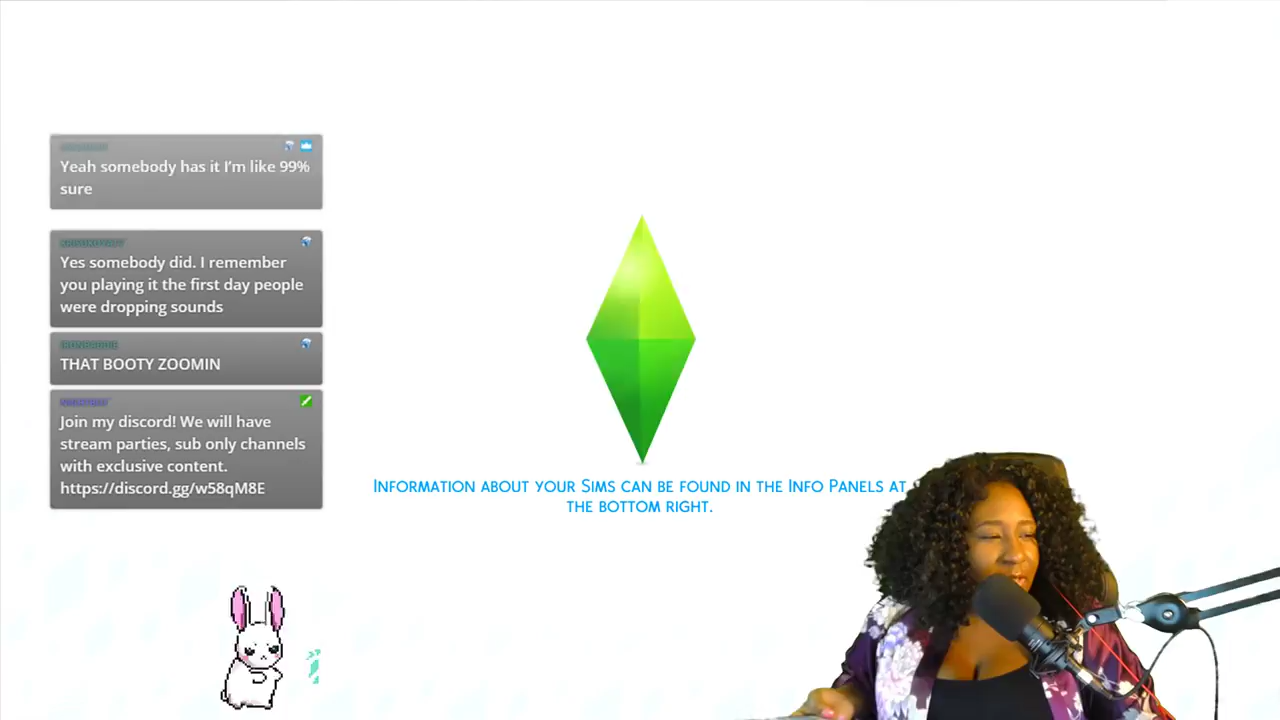 Yeah somebody has it I'm like 99%
sure
Yes somebody did. I remember
you playing it the first day people
were dropping sounds
THAT BOOTY ZOOMIN
Join my discord! We will have
stream parties, sub only channels
with exclusive content.
https://discord.gg/w58qM8E
INFORMATION ABOUT YOUR SIMS CAN BE FOUND IN THE INFO PANELS AT
THE BOTTOM RIGHT.